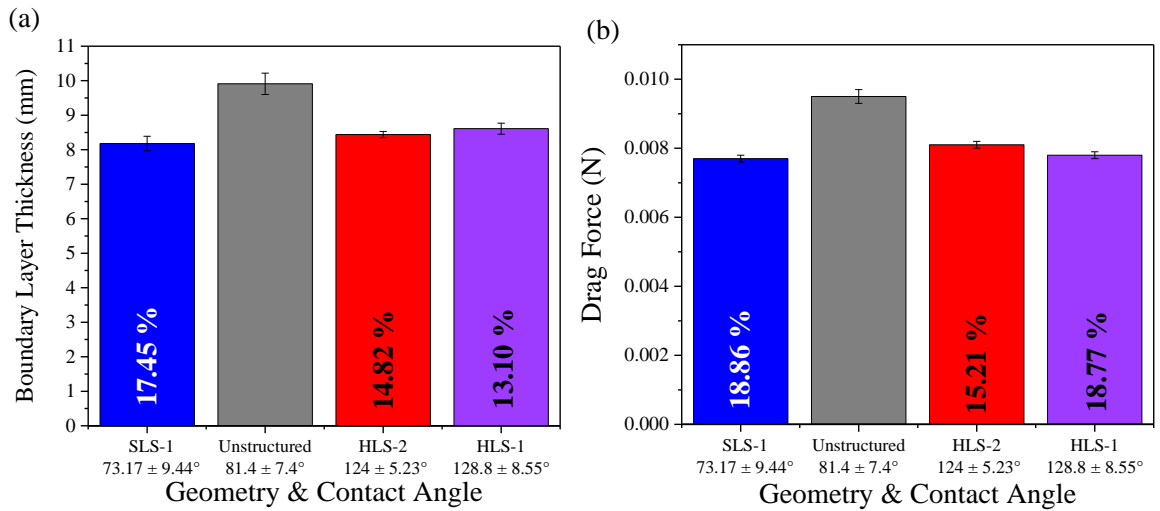 (a)
Boundary Layer Thickness (mm)
11
10
9
8
7
6
5
4
3
2
1
0
17.45 %
14.82 %
13.10 %
SLS-1 Unstructured HLS-2 HLS-1
73.17 ± 9.44° 81.4 ± 7.4° 124 ± 5.23° 128.8 ± 8.55°
Geometry & Contact Angle
(b)
Drag Force (N)
0.010
0.008
0.006
0.004
0.002
0.000
18.86 %
15.21 %
18.77 %
SLS-1 Unstructured HLS-2 HLS-1
73.17 ± 9.44° 81.4 ± 7.4° 124 ± 5.23° 128.8 ± 8.55°
Geometry & Contact Angle